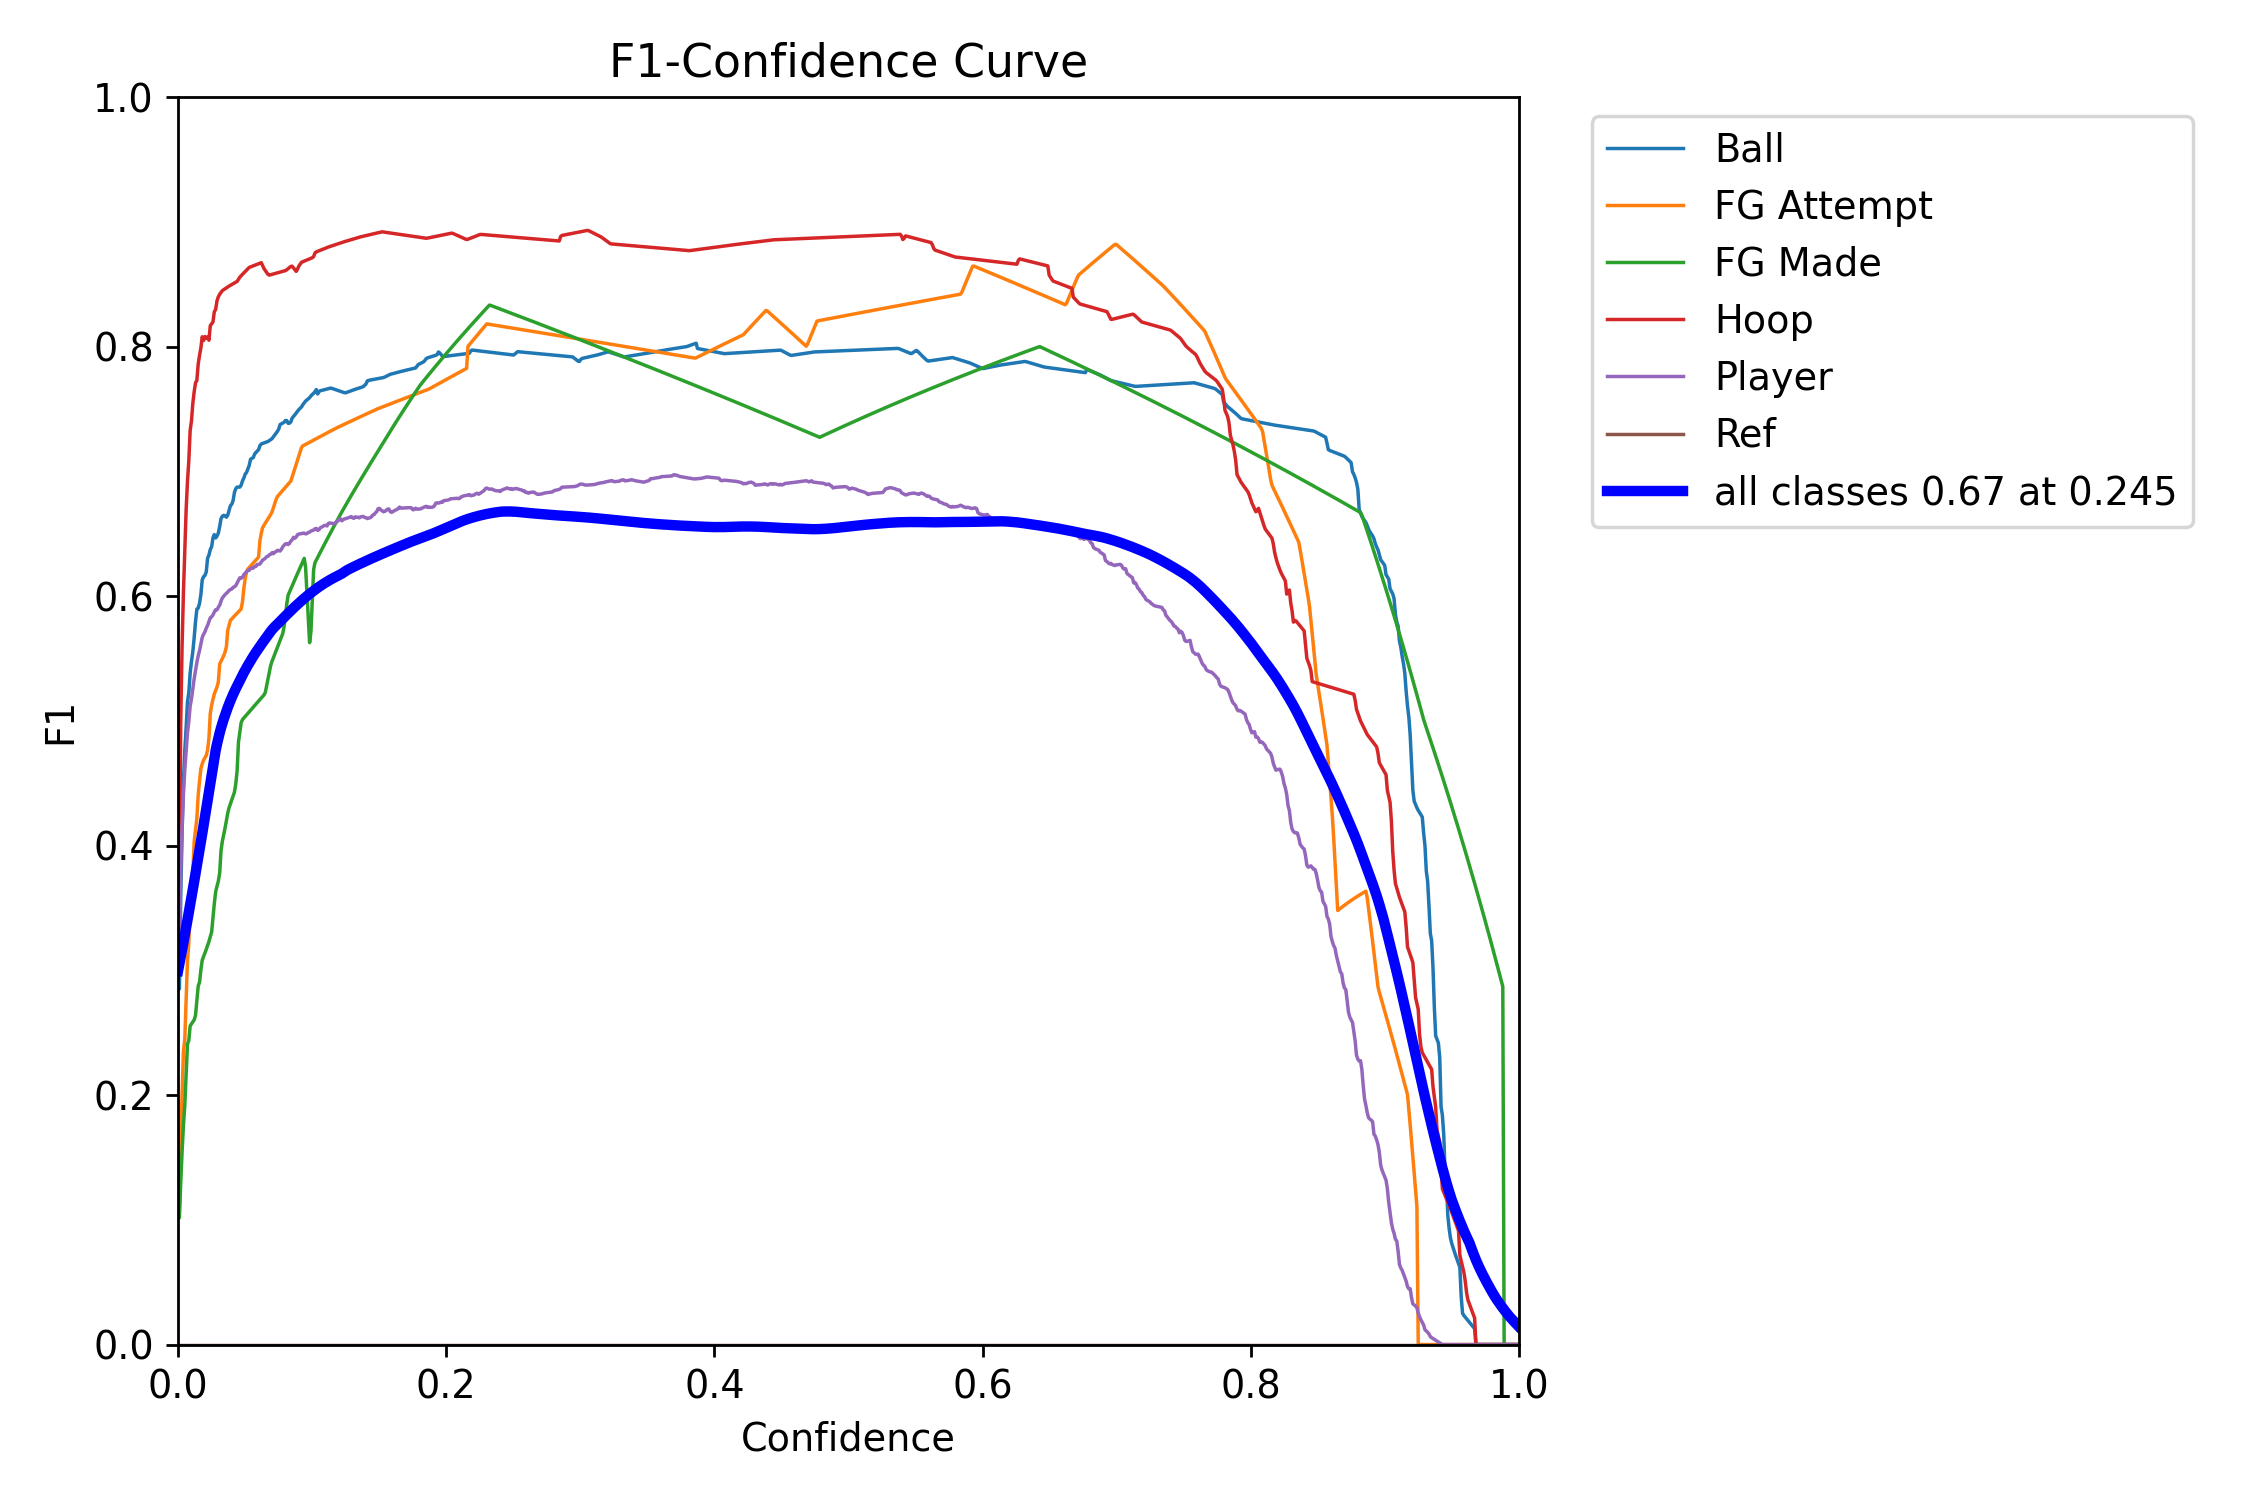 F1-Confidence Curve
1.0
0.8
0.6
0.4
0.2
0.0
F1
0.0 0.2 0.4 0.6 0.8 1.0
Confidence
Ball
FG Attempt
FG Made
Hoop
Player
Ref
all classes 0.67 at 0.245